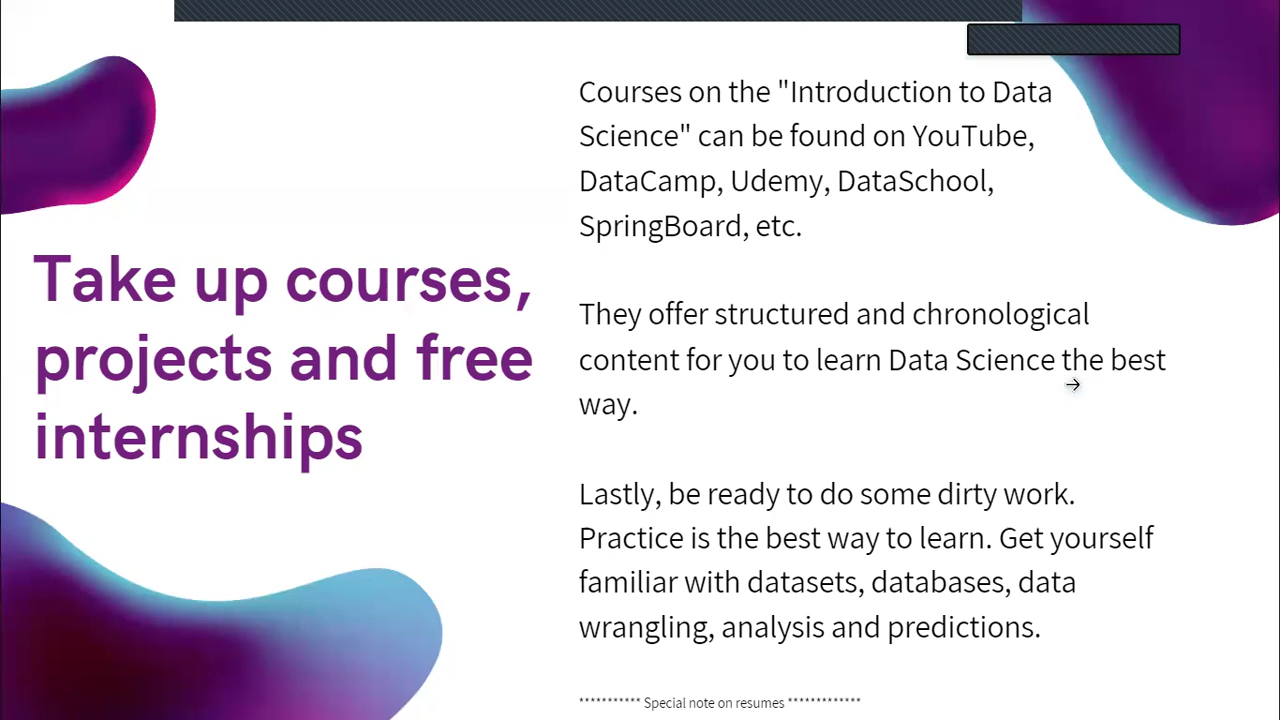 Take up courses,
projects and free
internships
Courses on the "Introduction to Data
Science" can be found on YouTube,
DataCamp, Udemy, DataSchool,
SpringBoard, etc.
They offer structured and chronological
content for you to learn Data Science the best
way.
Lastly, be ready to do some dirty work.
Practice is the best way to learn. Get yourself
familiar with datasets, databases, data
wrangling, analysis and predictions.
*********** Special note on resumes *************